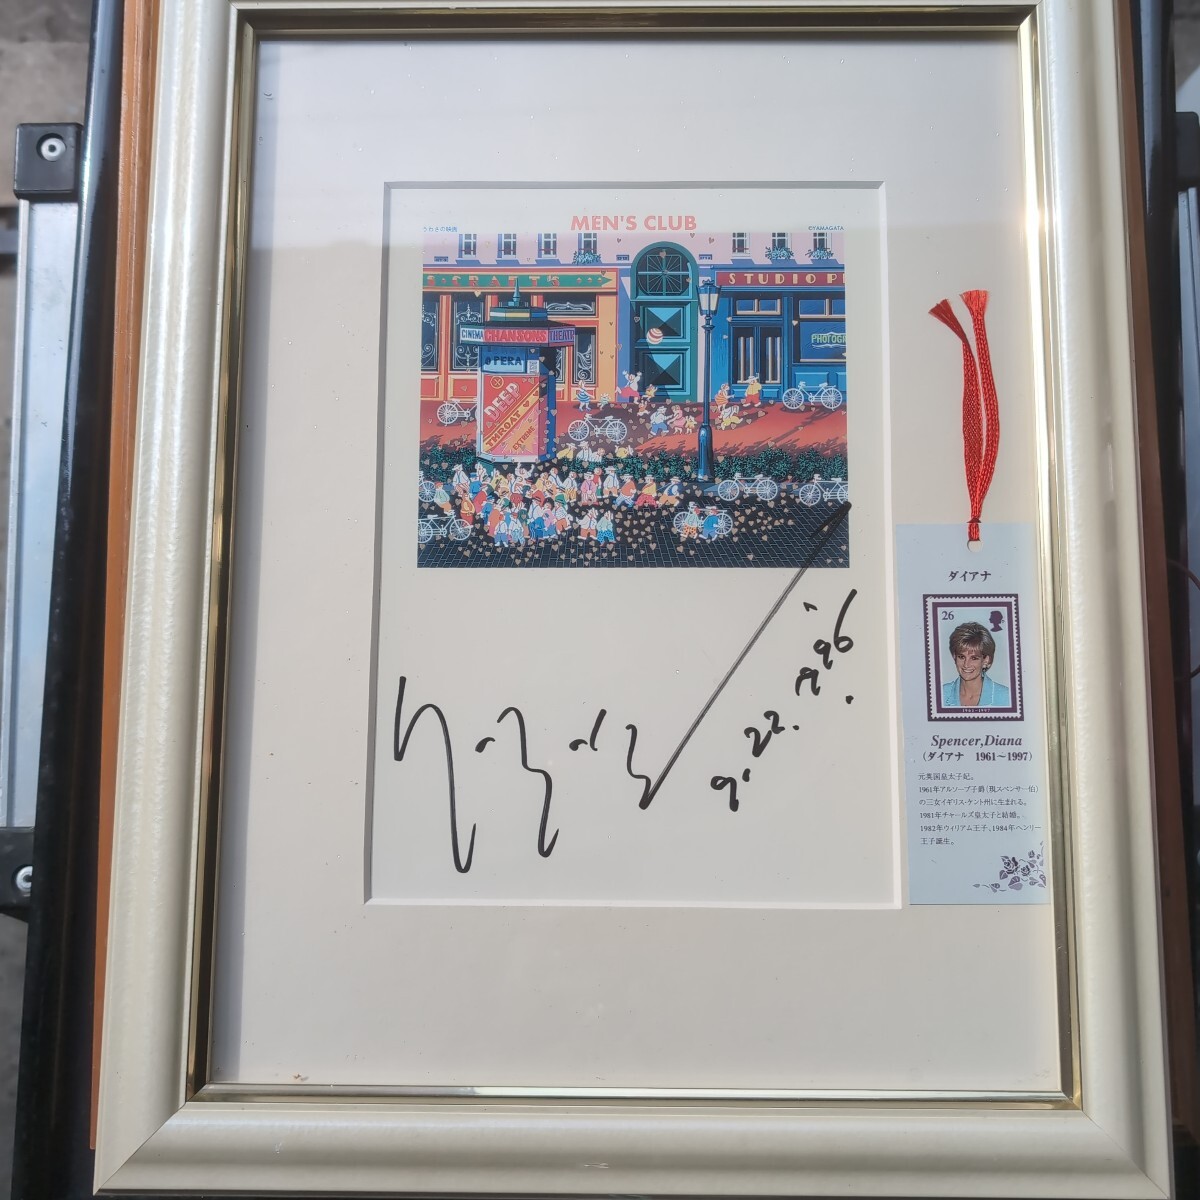 MEN'S CLUB
うわさの映画
©YAMAGATA
CRAFT'S
STUDIO P
CINEMA
CHANSONS
THEATR
OPERA
PHOTOGR
DEEP
THROAT
EXTREME
9. 22. 1996.
ダイアナ
26
1961-1997
Spencer,Diana
(ダイアナ 1961〜1997)
元英国皇太子妃。
1961年アルソープ子爵(現スペンサー伯)
の三女イギリス・ケント州に生まれる。
1981年チャールズ皇太子と結婚。
1982年ウィリアム王子、1984年ヘンリー
王子誕生。